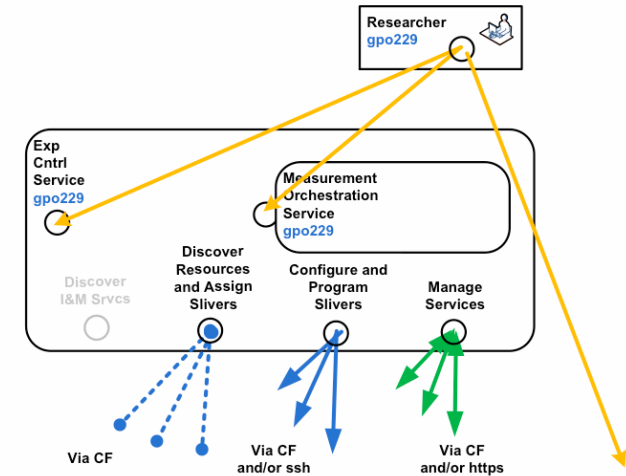 Researcher
gpo229
Exp
Cntrl
Service
gpo229
Measurement
Orchestration
Service
gpo229
Discover
I&M Srvcs
Discover
Resources
and Assign
Slivers
Configure and
Program
Slivers
Manage
Services
Via CF
Via CF
and/or ssh
Via CF
and/or https